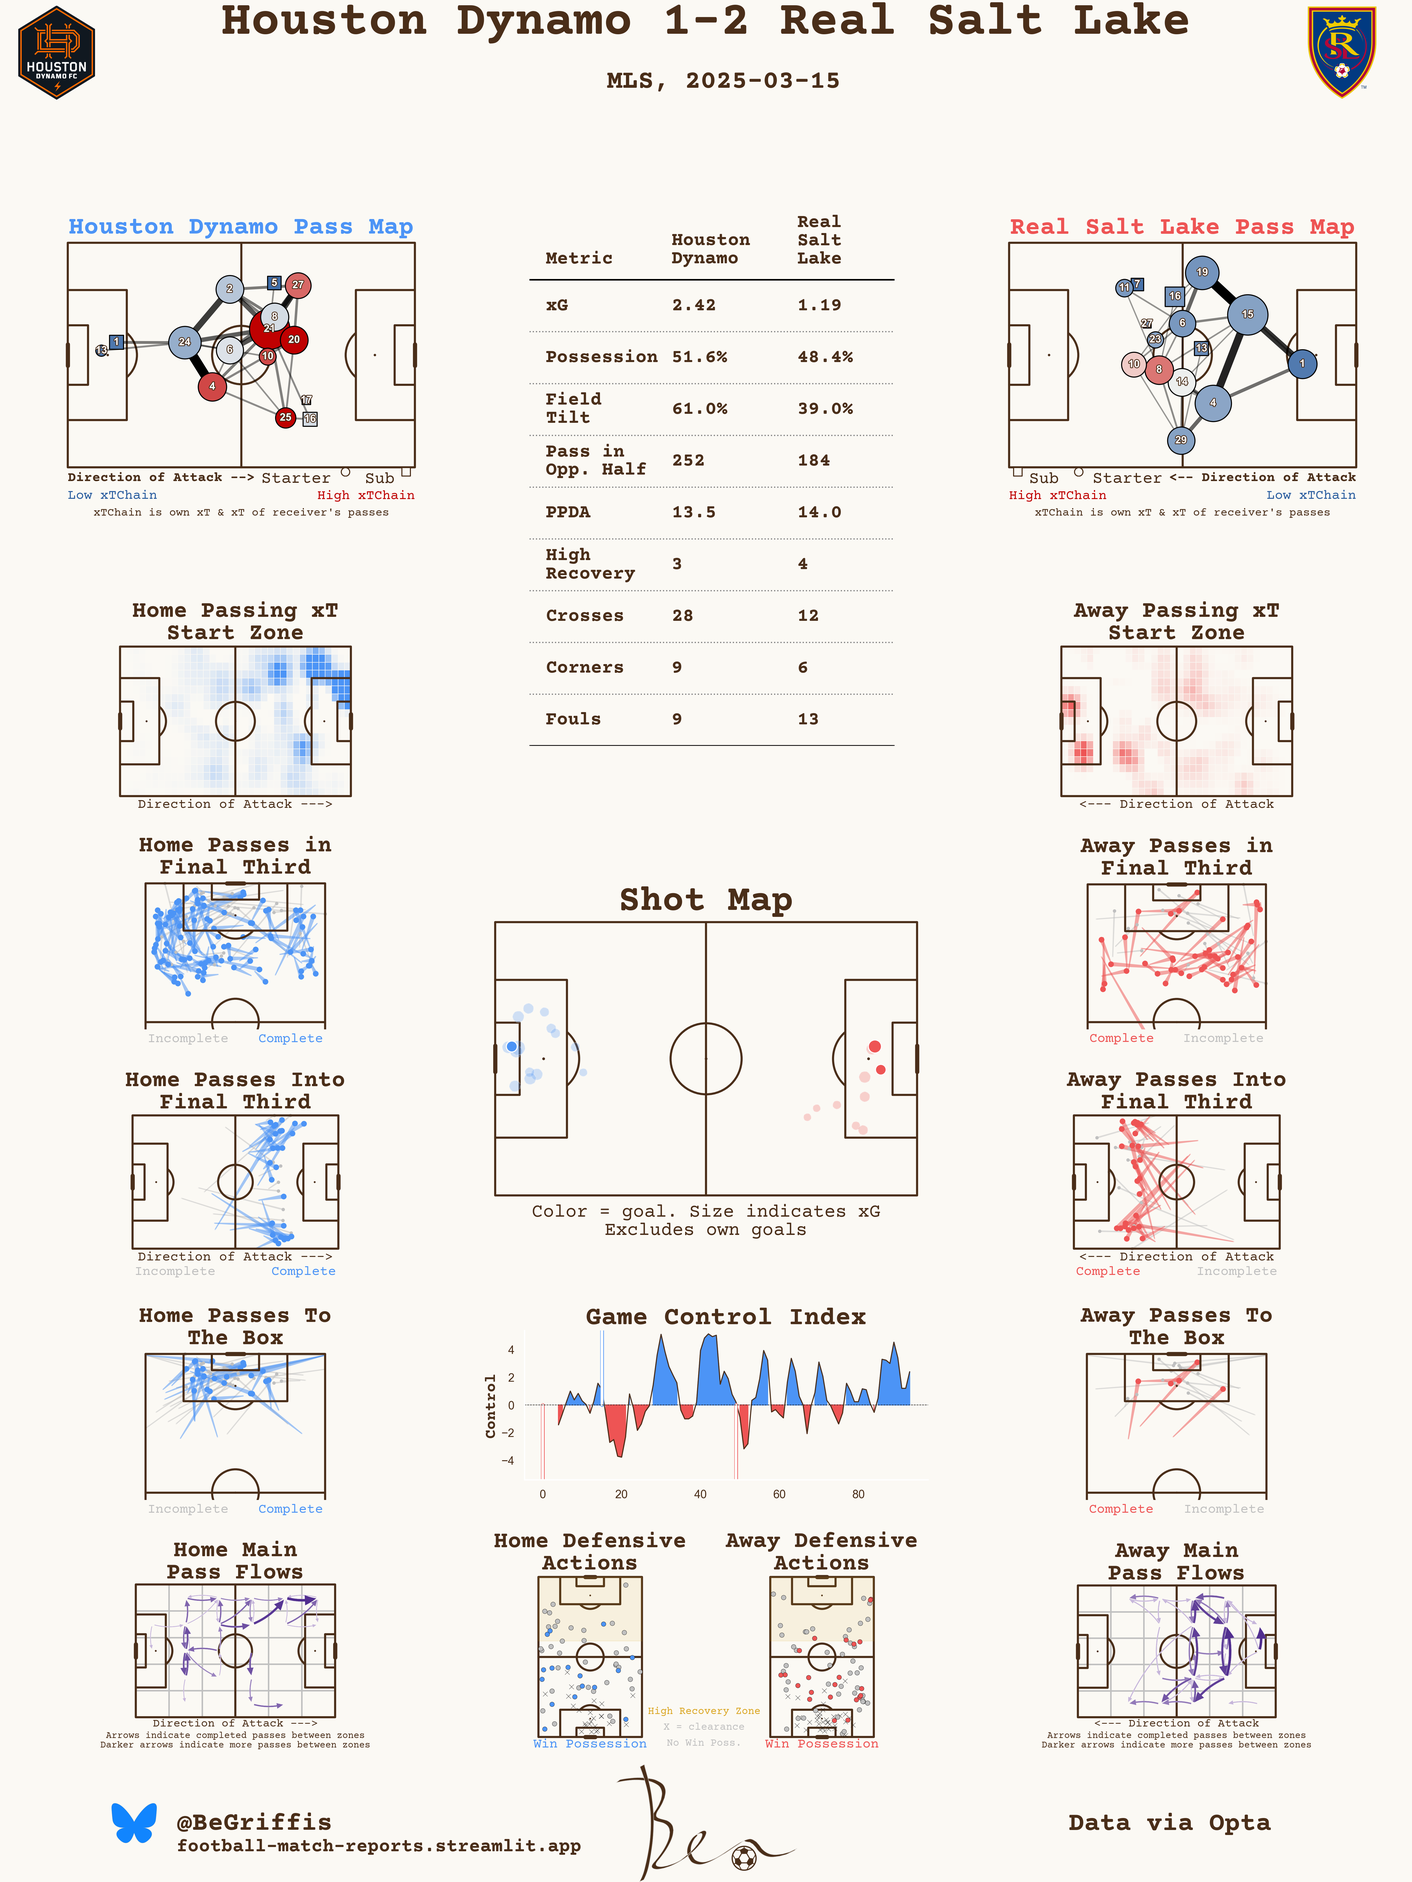 Houston Dynamo 1-2 Real Salt Lake
MLS, 2025-03-15
HOUSTON
DYNAMO FC
RSL
TM
Houston Dynamo Pass Map
2
5
27
8
21
20
1
13
24
6
10
4
17
25
16
Direction of Attack --> Starter Sub
Low xTChain High xTChain
xTChain is own xT & xT of receiver's passes
Metric Houston Dynamo Real Salt Lake
xG 2.42 1.19
Possession 51.6% 48.4%
Field Tilt 61.0% 39.0%
Pass in Opp. Half 252 184
PPDA 13.5 14.0
High Recovery 3 4
Crosses 28 12
Corners 9 6
Fouls 9 13
Real Salt Lake Pass Map
19
11
7
16
15
27
6
23
13
10
8
1
14
4
29
Sub Starter <-- Direction of Attack
High xTChain Low xTChain
xTChain is own xT & xT of receiver's passes
Home Passing xT
Start Zone
Direction of Attack --->
Away Passing xT
Start Zone
<--- Direction of Attack
Home Passes in
Final Third
Incomplete Complete
Away Passes in
Final Third
Complete Incomplete
Shot Map
Color = goal. Size indicates xG
Excludes own goals
Home Passes Into
Final Third
Direction of Attack --->
Incomplete Complete
Away Passes Into
Final Third
<--- Direction of Attack
Complete Incomplete
Home Passes To
The Box
Incomplete Complete
Game Control Index
Control
4
2
0
−2
−4
0 20 40 60 80
Away Passes To
The Box
Complete Incomplete
Home Main
Pass Flows
Direction of Attack --->
Arrows indicate completed passes between zones
Darker arrows indicate more passes between zones
Home Defensive
Actions
Win Possession
High Recovery Zone
X = clearance
No Win Poss.
Away Defensive
Actions
Win Possession
Away Main
Pass Flows
<--- Direction of Attack
Arrows indicate completed passes between zones
Darker arrows indicate more passes between zones
@BeGriffis
football-match-reports.streamlit.app
Ben
Data via Opta